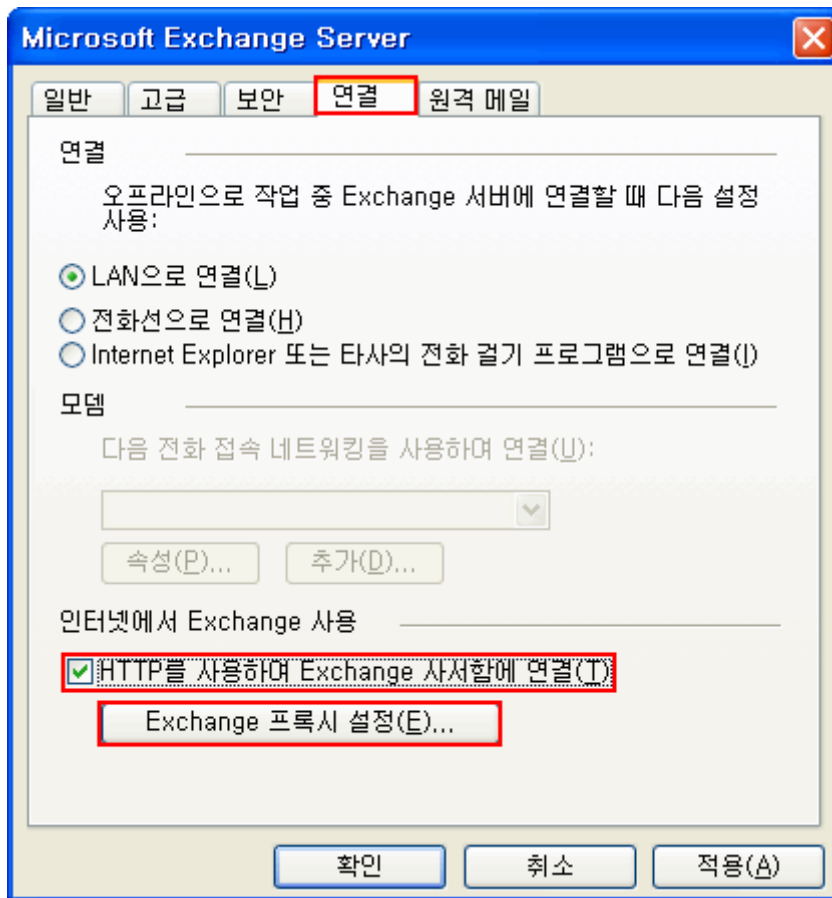 Microsoft Exchange Server
일반 고급 보안 연결 원격 메일
연결
오프라인으로 작업 중 Exchange 서버에 연결할 때 다음 설정
사용:
LAN으로 연결(L)
전화선으로 연결(H)
Internet Explorer 또는 타사의 전화 걸기 프로그램으로 연결(I)
모뎀
다음 전화 접속 네트워킹을 사용하여 연결(U):
속성(P)... 추가(D)...
인터넷에서 Exchange 사용
HTTP를 사용하여 Exchange 사서함에 연결(T)
Exchange 프록시 설정(E)...
확인 취소 적용(A)